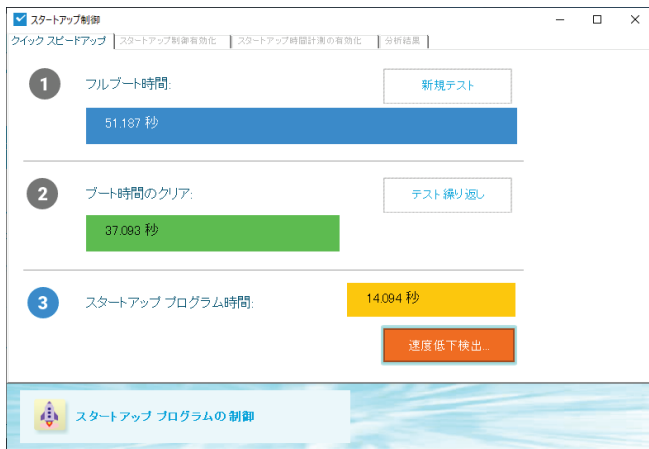 スタートアップ制御
クイック スピードアップ スタートアップ制御有効化 スタートアップ時間計測の有効化 分析結果
1 フルブート時間: 新規テスト
51.187 秒
2 ブート時間のクリア: テスト繰り返し
37.093 秒
3 スタートアップ プログラム時間: 14.094 秒
速度低下検出...
スタートアップ プログラムの制御